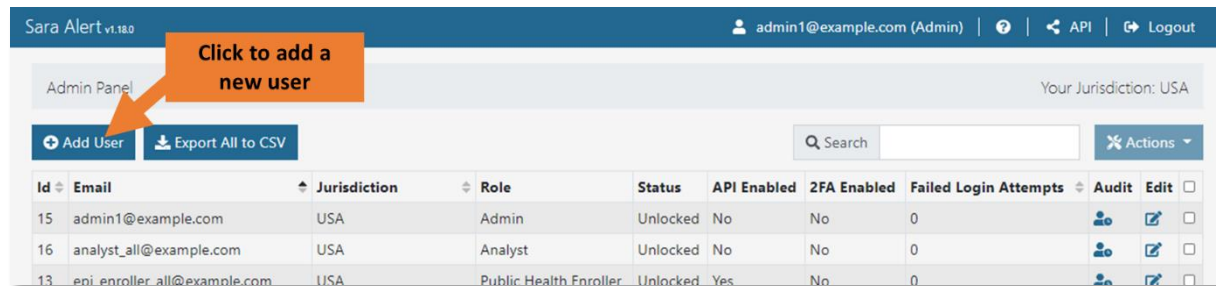 Sara Alert v1.18.0 admin1@example.com (Admin) API Logout
Click to add a
new user
Admin Panel Your Jurisdiction: USA
Add User Export All to CSV Search Actions
Id Email Jurisdiction Role Status API Enabled 2FA Enabled Failed Login Attempts Audit Edit
15 admin1@example.com USA Admin Unlocked No No 0
16 analyst_all@example.com USA Analyst Unlocked No No 0
13 epi_enroller_all@example.com USA Public Health Enroller Unlocked Yes No 0